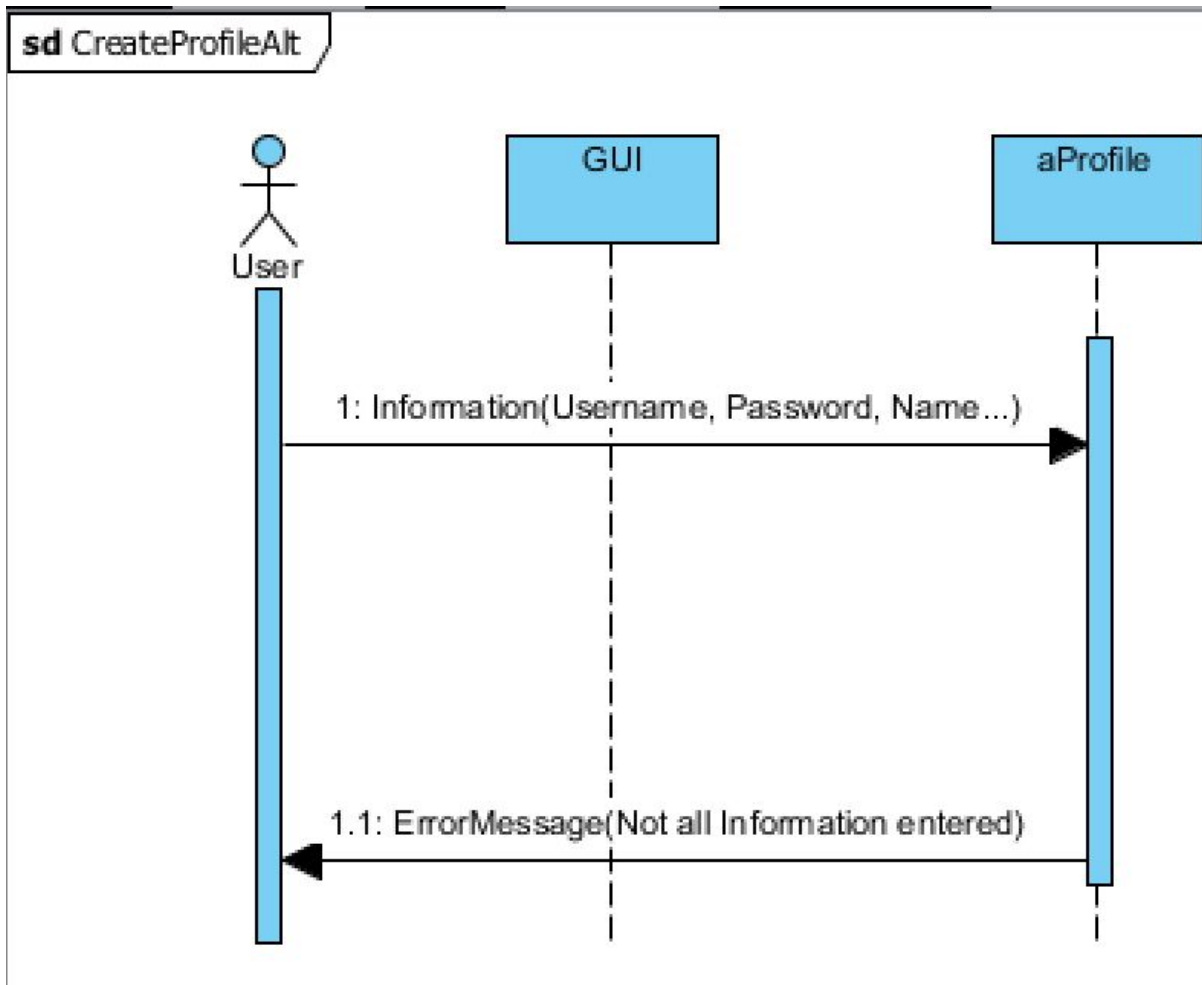 sd CreateProfileAlt
GUI
aProfile
User
1: Information(Username, Password, Name...)
1.1: ErrorMessage(Not all Information entered)